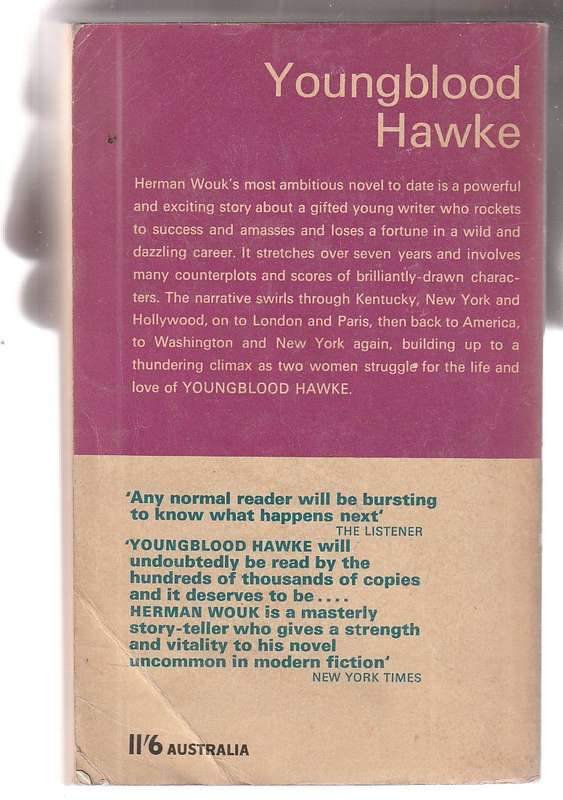 Youngblood
Hawke
Herman Wouk's most ambitious novel to date is a powerful
and exciting story about a gifted young writer who rockets
to success and amasses and loses a fortune in a wild and
dazzling career. It stretches over seven years and involves
many counterplots and scores of brilliantly-drawn charac-
ters. The narrative swirls through Kentucky, New York and
Hollywood, on to London and Paris, then back to America,
to Washington and New York again, building up to a
thundering climax as two women struggle for the life and
love of YOUNGBLOOD HAWKE.
'Any normal reader will be bursting
to know what happens next'
THE LISTENER
'YOUNGBLOOD HAWKE will
undoubtedly be read by the
hundreds of thousands of copies
and it deserves to be ....
HERMAN WOUK is a masterly
story-teller who gives a strength
and vitality to his novel
uncommon in modern fiction'
NEW YORK TIMES
11'6 AUSTRALIA